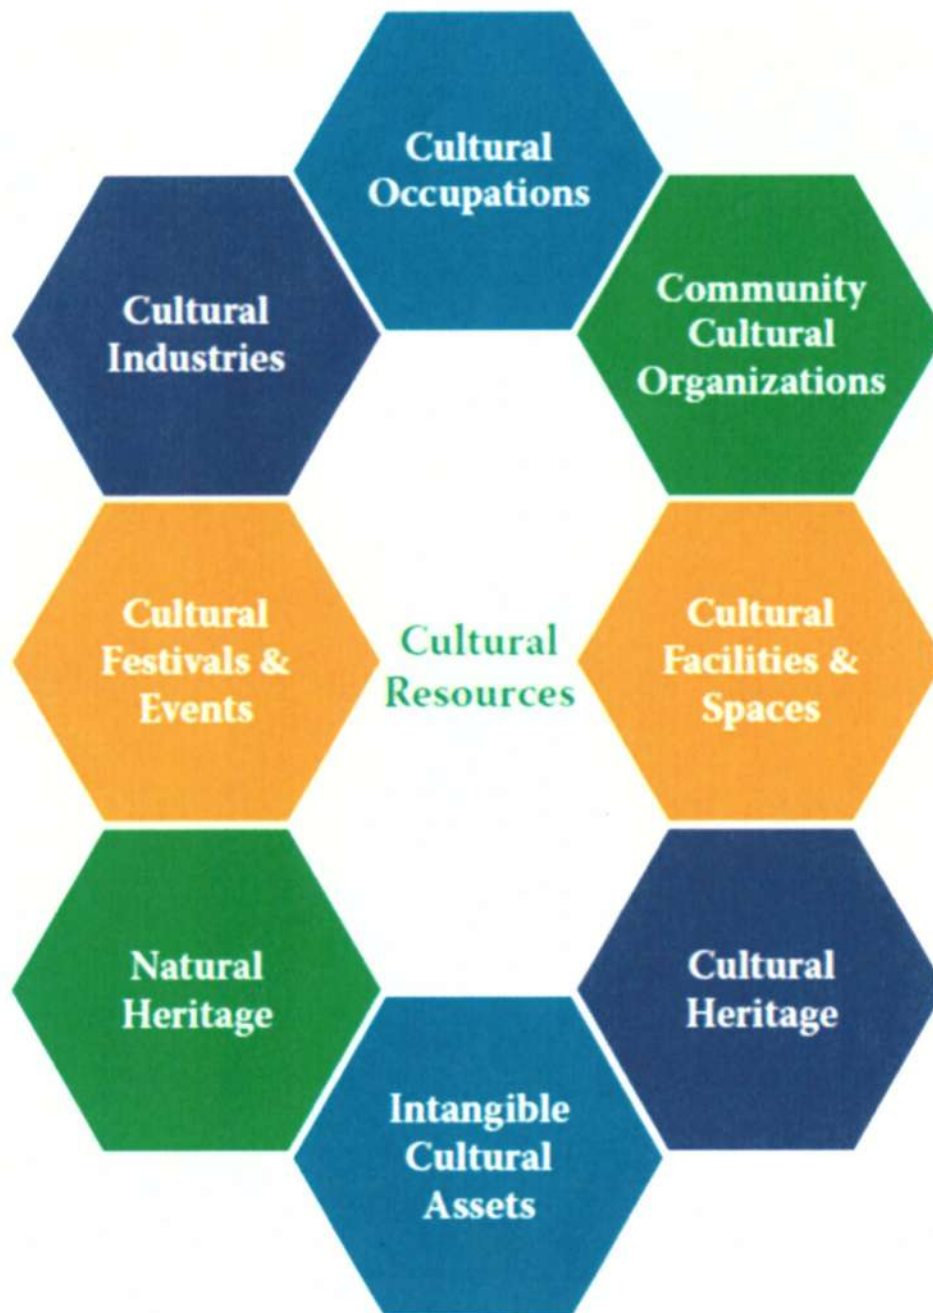 Cultural
Occupations
Community
Cultural
Organizations
Cultural
Industries
Cultural
Festivals &
Events
Cultural
Resources
Cultural
Facilities &
Spaces
Natural
Heritage
Cultural
Heritage
Intangible
Cultural
Assets